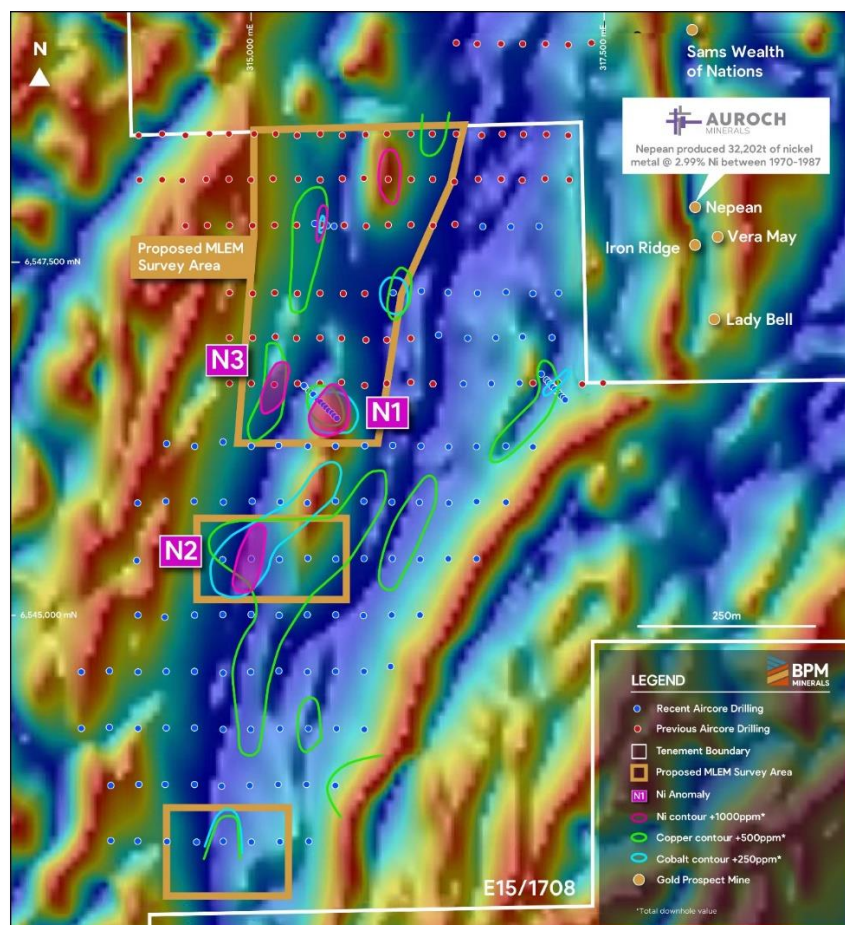 N
315,000 mE
317,500 mE
Sams Wealth
of Nations
AUROCH
MINERALS
Nepean produced 32,202t of nickel
metal @ 2.99% Ni between 1970-1987
Nepean
Iron Ridge
Vera May
Lady Bell
Proposed MLEM
Survey Area
6,547,500 mN
N3
N1
N2
6,545,000 mN
250m
BPM
MINERALS
LEGEND
Recent Aircore Drilling
Previous Aircore Drilling
Tenement Boundary
Proposed MLEM Survey Area
N1 Ni Anomaly
Ni contour +1000ppm*
Copper contour +500ppm*
Cobalt contour +250ppm*
Gold Prospect Mine
*Total downhole value
E15/1708